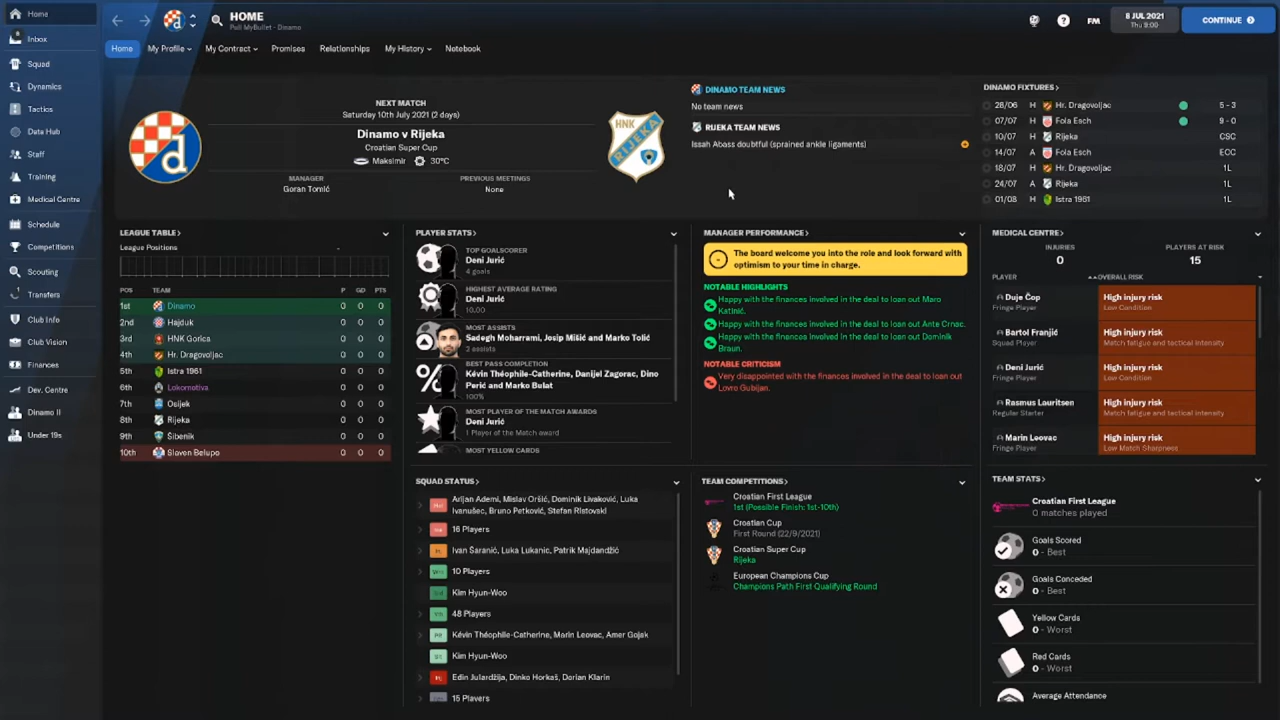 Home
HOME
Poll MyBullet - Dinamo
FM
8 JUL 2021
Thu 9:00
CONTINUE
Inbox
Squad
Dynamics
Tactics
Data Hub
Staff
Training
Medical Centre
Schedule
Competitions
Scouting
Transfers
Club Info
Club Vision
Finances
Dev. Centre
Dinamo II
Under 19s
Home
My Profile
My Contract
Promises
Relationships
My History
Notebook
NEXT MATCH
Saturday 10th July 2021 (2 days)
Dinamo v Rijeka
Croatian Super Cup
Maksimir
30°C
MANAGER
Goran Tomić
PREVIOUS MEETINGS
None
HNK
RIJEKA
DINAMO TEAM NEWS
No team news
RIJEKA TEAM NEWS
Issah Abass doubtful (sprained ankle ligaments)
DINAMO FIXTURES
28/06 H Hr. Dragovoljac 5 - 3
07/07 H Fola Esch 9 - 0
10/07 H Rijeka CSC
14/07 A Fola Esch ECC
18/07 H Hr. Dragovoljac 1L
24/07 A Rijeka 1L
01/08 H Istra 1961 1L
LEAGUE TABLE
League Positions -
POS TEAM P GD PTS
1st Dinamo 0 0 0
2nd Hajduk 0 0 0
3rd HNK Gorica 0 0 0
4th Hr. Dragovoljac 0 0 0
5th Istra 1961 0 0 0
6th Lokomotiva 0 0 0
7th Osijek 0 0 0
8th Rijeka 0 0 0
9th Šibenik 0 0 0
10th Slaven Belupo 0 0 0
PLAYER STATS
TOP GOALSCORER
Deni Jurić
4 goals
HIGHEST AVERAGE RATING
Deni Jurić
10.00
MOST ASSISTS
Sadegh Moharrami, Josip Mišić and Marko Tolić
3 assists
BEST PASS COMPLETION
Kévin Théophile-Catherine, Danijel Zagorac, Dino
Perić and Marko Bulat
100%
MOST PLAYER OF THE MATCH AWARDS
Deni Jurić
1 Player of the Match award
MOST YELLOW CARDS
MANAGER PERFORMANCE
The board welcome you into the role and look forward with
optimism to your time in charge.
NOTABLE HIGHLIGHTS
Happy with the finances involved in the deal to loan out Maro
Katinić.
Happy with the finances involved in the deal to loan out Ante Crnac.
Happy with the finances involved in the deal to loan out Dominik
Braun.
NOTABLE CRITICISM
Very disappointed with the finances involved in the deal to loan out
Lovro Gubijan.
MEDICAL CENTRE
INJURIES
0
PLAYERS AT RISK
15
PLAYER OVERALL RISK
Duje Čop
Fringe Player
High injury risk
Low Condition
Bartol Franjić
Squad Player
High injury risk
Match fatigue and tactical intensity
Deni Jurić
Fringe Player
High injury risk
Low Condition
Rasmus Lauritsen
Regular Starter
High injury risk
Match fatigue and tactical intensity
Marin Leovac
Fringe Player
High injury risk
Low Match Sharpness
SQUAD STATUS
Arijan Ademi, Mislav Oršić, Dominik Livaković, Luka
Ivanušec, Bruno Petković, Stefan Ristovski
16 Players
Ivan Šaranić, Luka Lukanic, Patrik Majdandžić
10 Players
Kim Hyun-Woo
48 Players
Kévin Théophile-Catherine, Marin Leovac, Amer Gojak
Kim Hyun-Woo
Edin Julardžija, Dinko Horkaš, Dorian Klarin
15 Players
TEAM COMPETITIONS
Croatian First League
1st (Possible Finish: 1st-10th)
Croatian Cup
First Round (22/9/2021)
Croatian Super Cup
Rijeka
European Champions Cup
Champions Path First Qualifying Round
TEAM STATS
Croatian First League
0 matches played
Goals Scored
0 - Best
Goals Conceded
0 - Best
Yellow Cards
0 - Worst
Red Cards
0 - Worst
Average Attendance